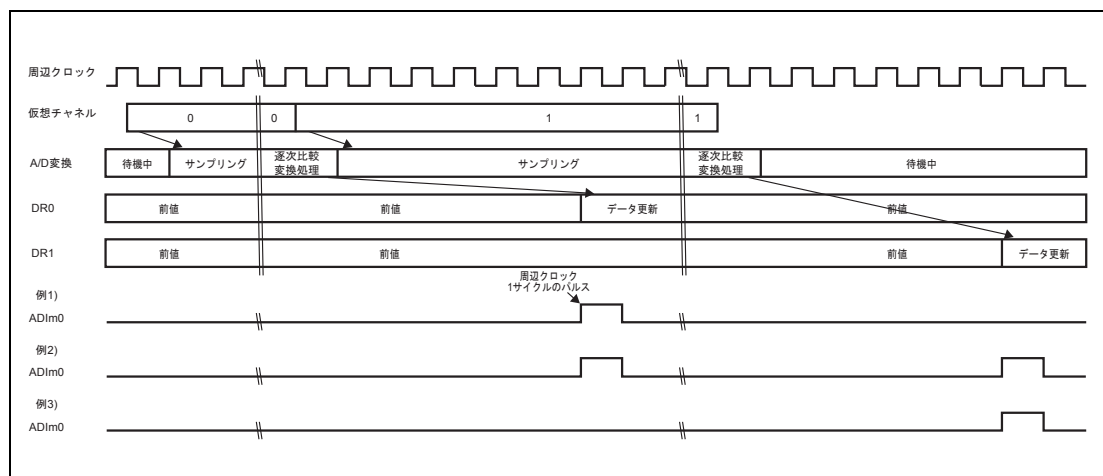 周辺クロック
仮想チャネル
0
0
1
1
A/D変換
待機中
サンプリング
逐次比較
変換処理
サンプリング
逐次比較
変換処理
待機中
DR0
前値
前値
データ更新
前値
DR1
前値
前値
前値
データ更新
周辺クロック
1サイクルのパルス
例1)
ADIm0
例2)
ADIm0
例3)
ADIm0